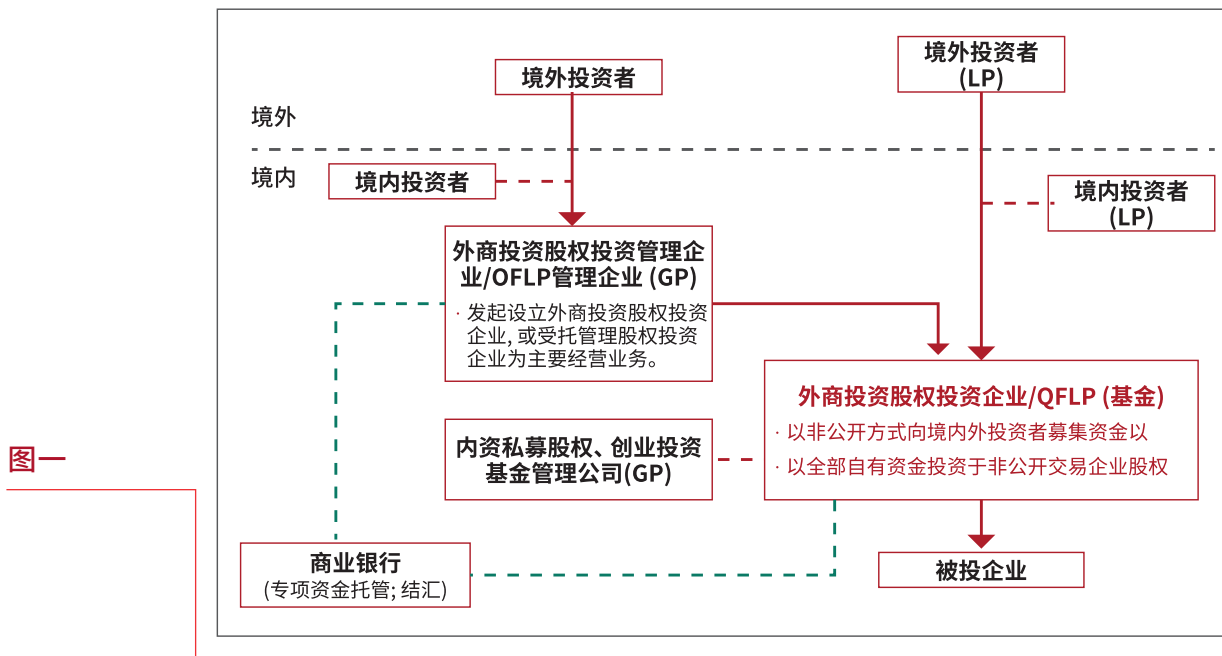 境外投资者
境外投资者
(LP)
境外
境内
境内投资者
境内投资者
(LP)
外商投资股权投资管理企
业/OFLP管理企业 (GP)
· 发起设立外商投资股权投资
企业, 或受托管理股权投资
企业为主要经营业务。
外商投资股权投资企业/QFLP (基金)
· 以非公开方式向境内外投资者募集资金以
· 以全部自有资金投资于非公开交易企业股权
内资私募股权、创业投资
基金管理公司(GP)
图一
商业银行
(专项资金托管; 结汇)
被投企业